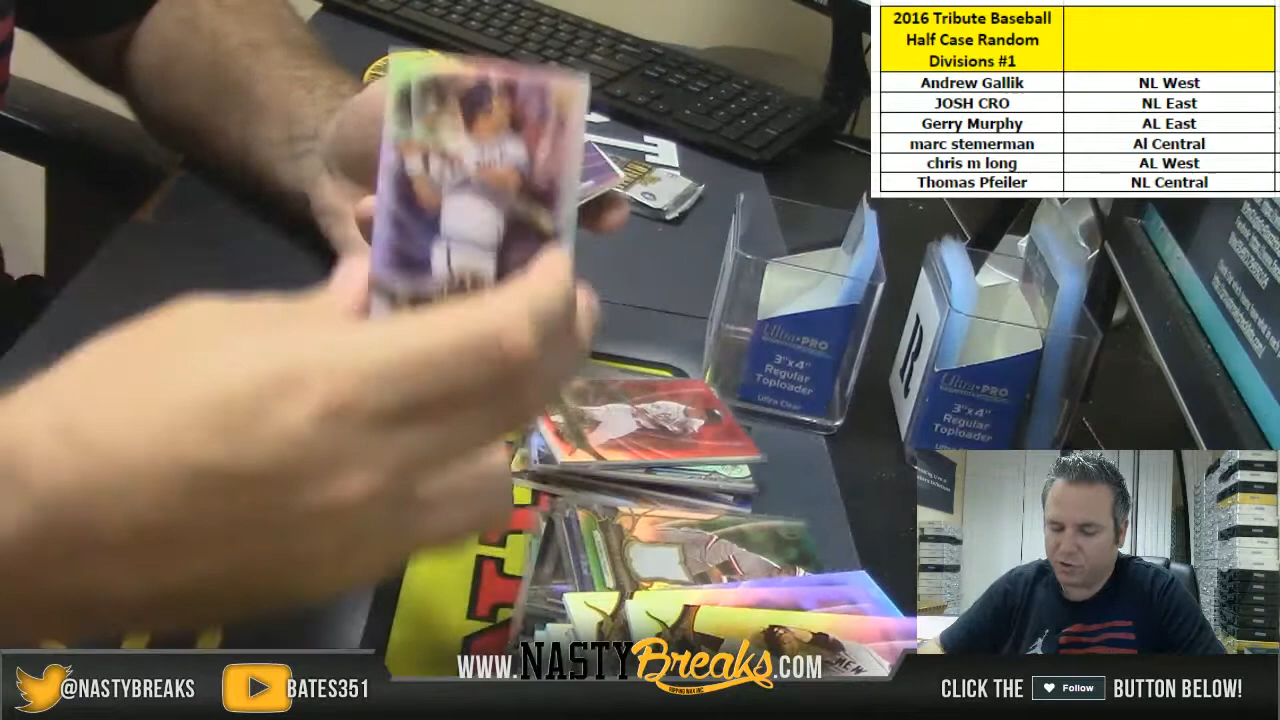 2016 Tribute Baseball
Half Case Random
Divisions #1
Andrew Gallik NL West
JOSH CRO NL East
Gerry Murphy AL East
marc stemerman Al Central
chris m long AL West
Thomas Pfeiler NL Central
Ultra•PRO
3"x4"
Regular
Toploader
Ultra Clear
R
Ultra•PRO
3"x4"
Regular
Toploader
WWW.NASTYBreaks.COM
@NASTYBREAKS
BATES351
CLICK THE Follow BUTTON BELOW!